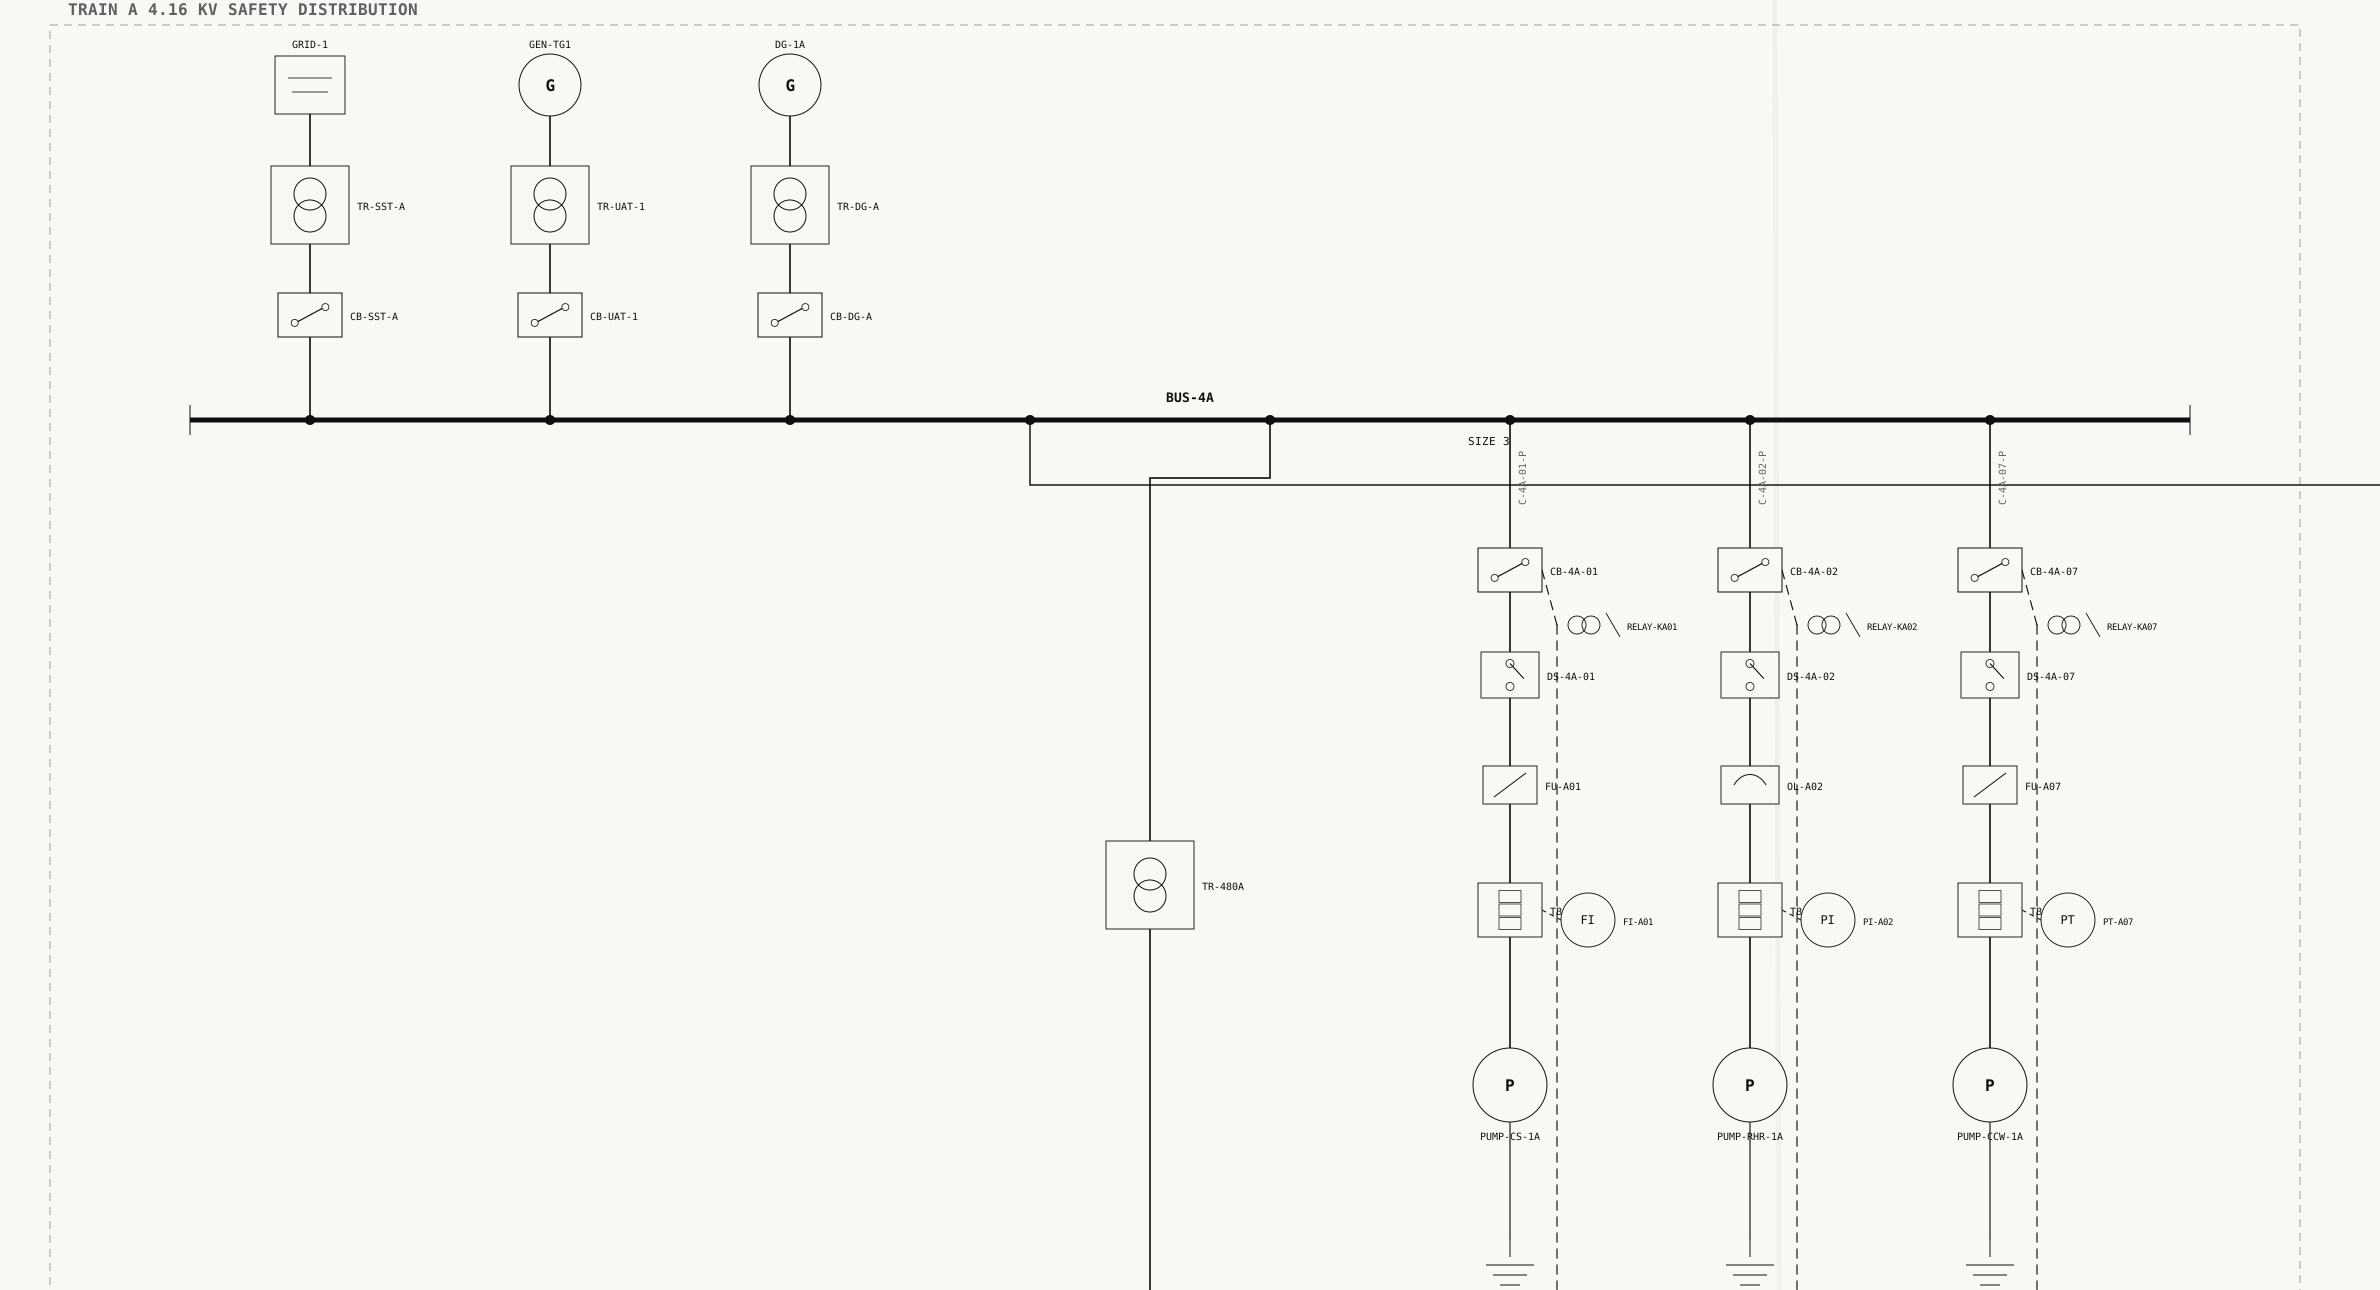 TRAIN A 4.16 KV SAFETY DISTRIBUTION
GRID-1
GEN-TG1
DG-1A
G
G
TR-SST-A
TR-UAT-1
TR-DG-A
CB-SST-A
CB-UAT-1
CB-DG-A
BUS-4A
SIZE 3
C-4A-01-P
C-4A-02-P
C-4A-07-P
CB-4A-01
CB-4A-02
CB-4A-07
RELAY-KA01
RELAY-KA02
RELAY-KA07
DS-4A-01
DS-4A-02
DS-4A-07
FU-A01
OL-A02
FU-A07
TR-480A
FI
FI-A01
PI
PI-A02
PT
PT-A07
P
P
P
PUMP-CS-1A
PUMP-RHR-1A
PUMP-CCW-1A